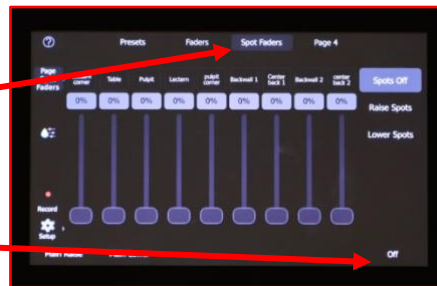 Presets Faders Spot Faders Page 4
Page
Faders
corner Table Pulpit Lectern pulpit corner Backwall 1 Center back 1 Backwall 2 center back 2
Spots Off
0% 0% 0% 0% 0% 0% 0% 0% 0%
Raise Spots
Lower Spots
Record
Setup
Off